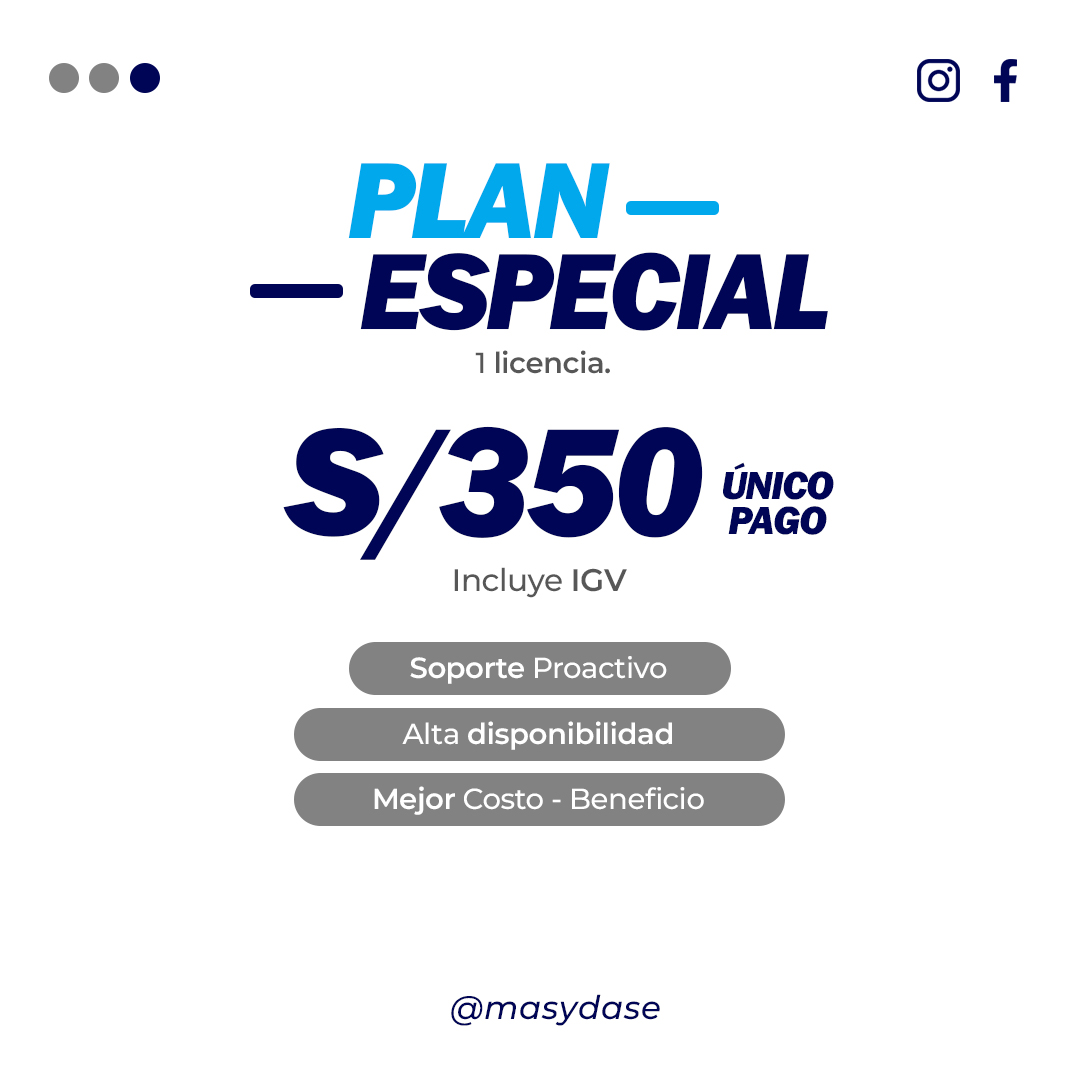 PLAN
ESPECIAL
1 licencia.
S/350 ÚNICO
PAGO
Incluye IGV
Soporte Proactivo
Alta disponibilidad
Mejor Costo - Beneficio
@masydase